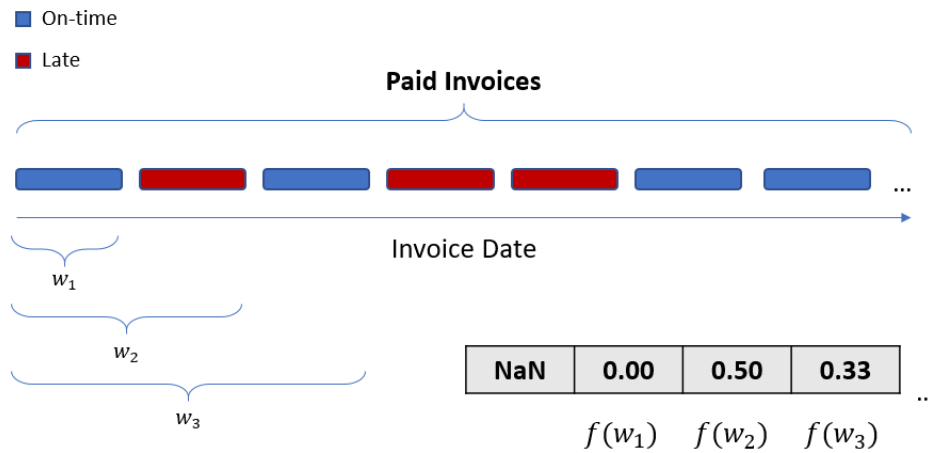 On-time
Late
Paid Invoices
...
Invoice Date
w₁
w₂
w₃
NaN 0.00 0.50 0.33
..
f(w₁) f(w₂) f(w₃)